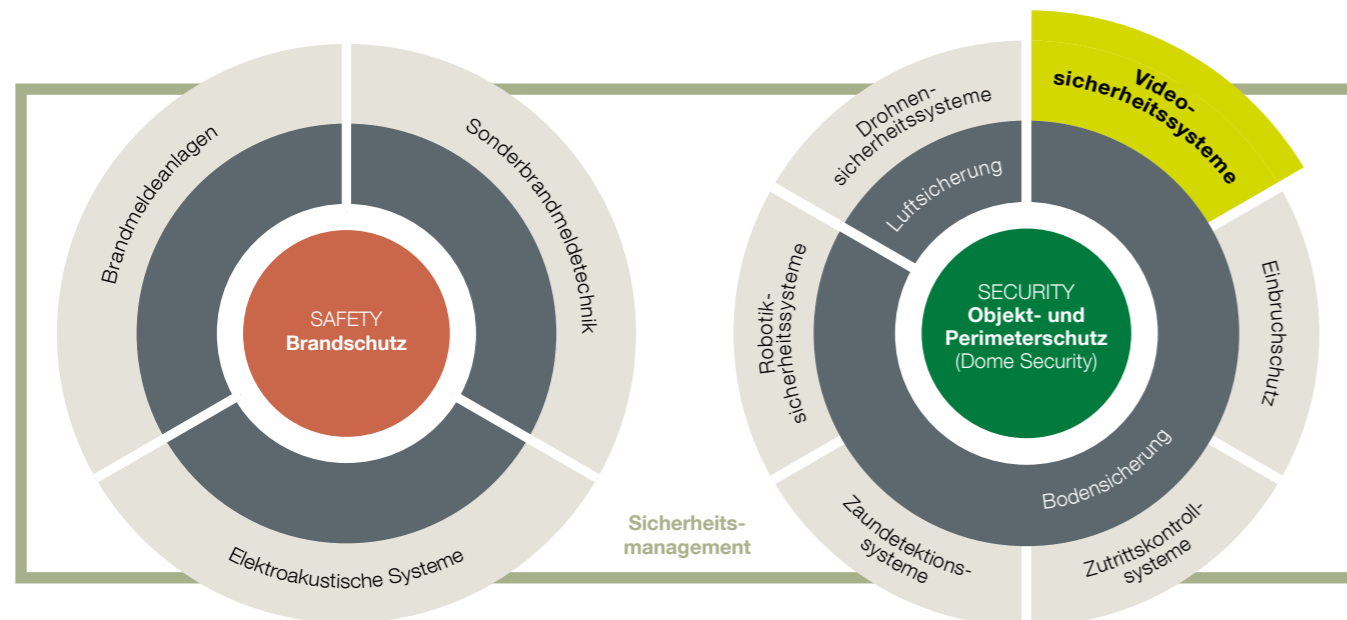 Brandmeldeanlagen
Sonderbrandmeldetechnik
SAFETY
Brandschutz
Elektroakustische Systeme
Sicherheits-
management
Drohnen-
sicherheitssysteme
Video-
sicherheitssysteme
Luftsicherung
Robotik-
sicherheitssysteme
SECURITY
Objekt- und
Perimeterschutz
(Dome Security)
Einbruchschutz
Bodensicherung
Zaundetektions-
systeme
Zutrittskontroll-
systeme